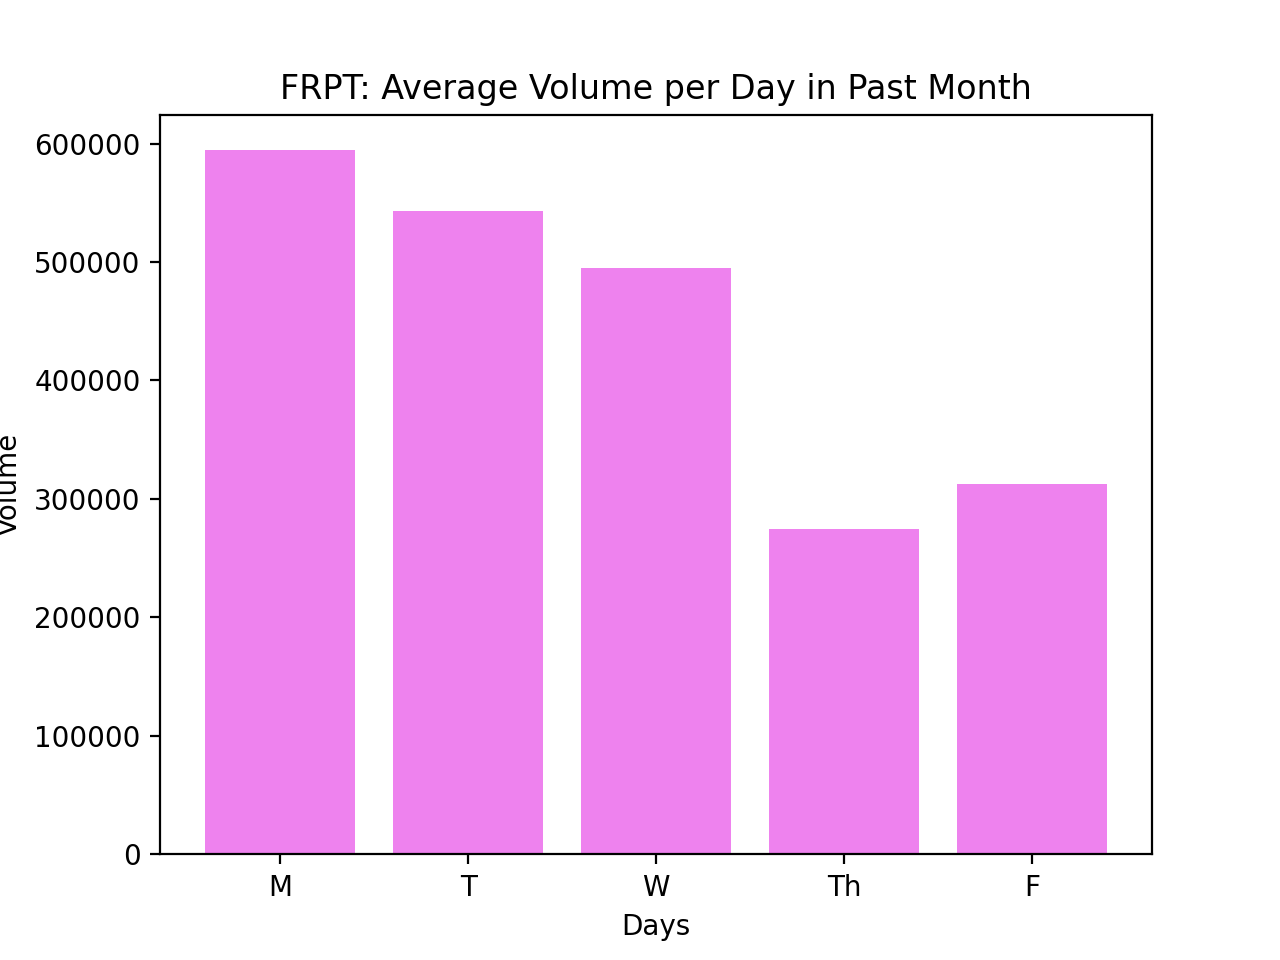 FRPT: Average Volume per Day in Past Month
600000
500000
400000
300000
200000
100000
0
Volume
M
T
W
Th
F
Days